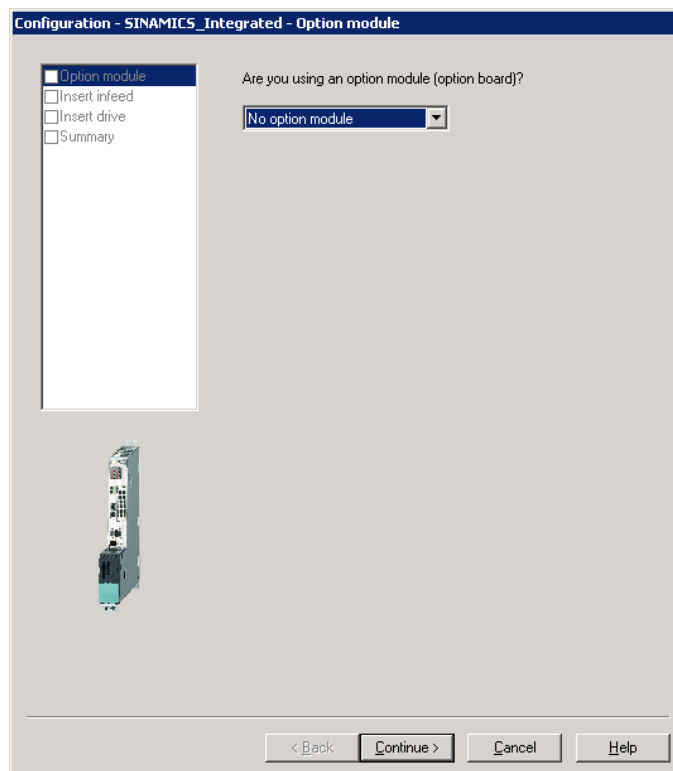 Configuration - SINAMICS_Integrated - Option module
Option module
Insert infeed
Insert drive
Summary
Are you using an option module (option board)?
No option module
< Back
Continue >
Cancel
Help